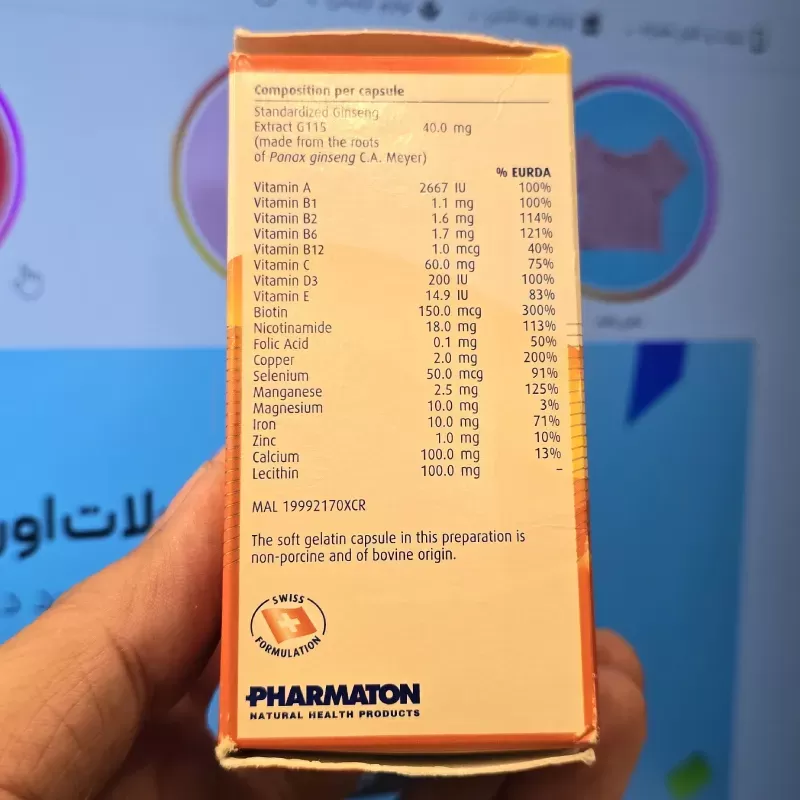 Composition per capsule
Standardized Ginseng
Extract G115 40.0 mg
(made from the roots
of Panax ginseng C.A. Meyer)
% EURDA
Vitamin A 2667 IU 100%
Vitamin B1 1.1 mg 100%
Vitamin B2 1.6 mg 114%
Vitamin B6 1.7 mg 121%
Vitamin B12 1.0 mcg 40%
Vitamin C 60.0 mg 75%
Vitamin D3 200 IU 100%
Vitamin E 14.9 IU 83%
Biotin 150.0 mcg 300%
Nicotinamide 18.0 mg 113%
Folic Acid 0.1 mg 50%
Copper 2.0 mg 200%
Selenium 50.0 mcg 91%
Manganese 2.5 mg 125%
Magnesium 10.0 mg 3%
Iron 10.0 mg 71%
Zinc 1.0 mg 10%
Calcium 100.0 mg 13%
Lecithin 100.0 mg –
MAL 19992170XCR
The soft gelatin capsule in this preparation is
non-porcine and of bovine origin.
SWISS
FORMULATION
PHARMATON
NATURAL HEALTH PRODUCTS